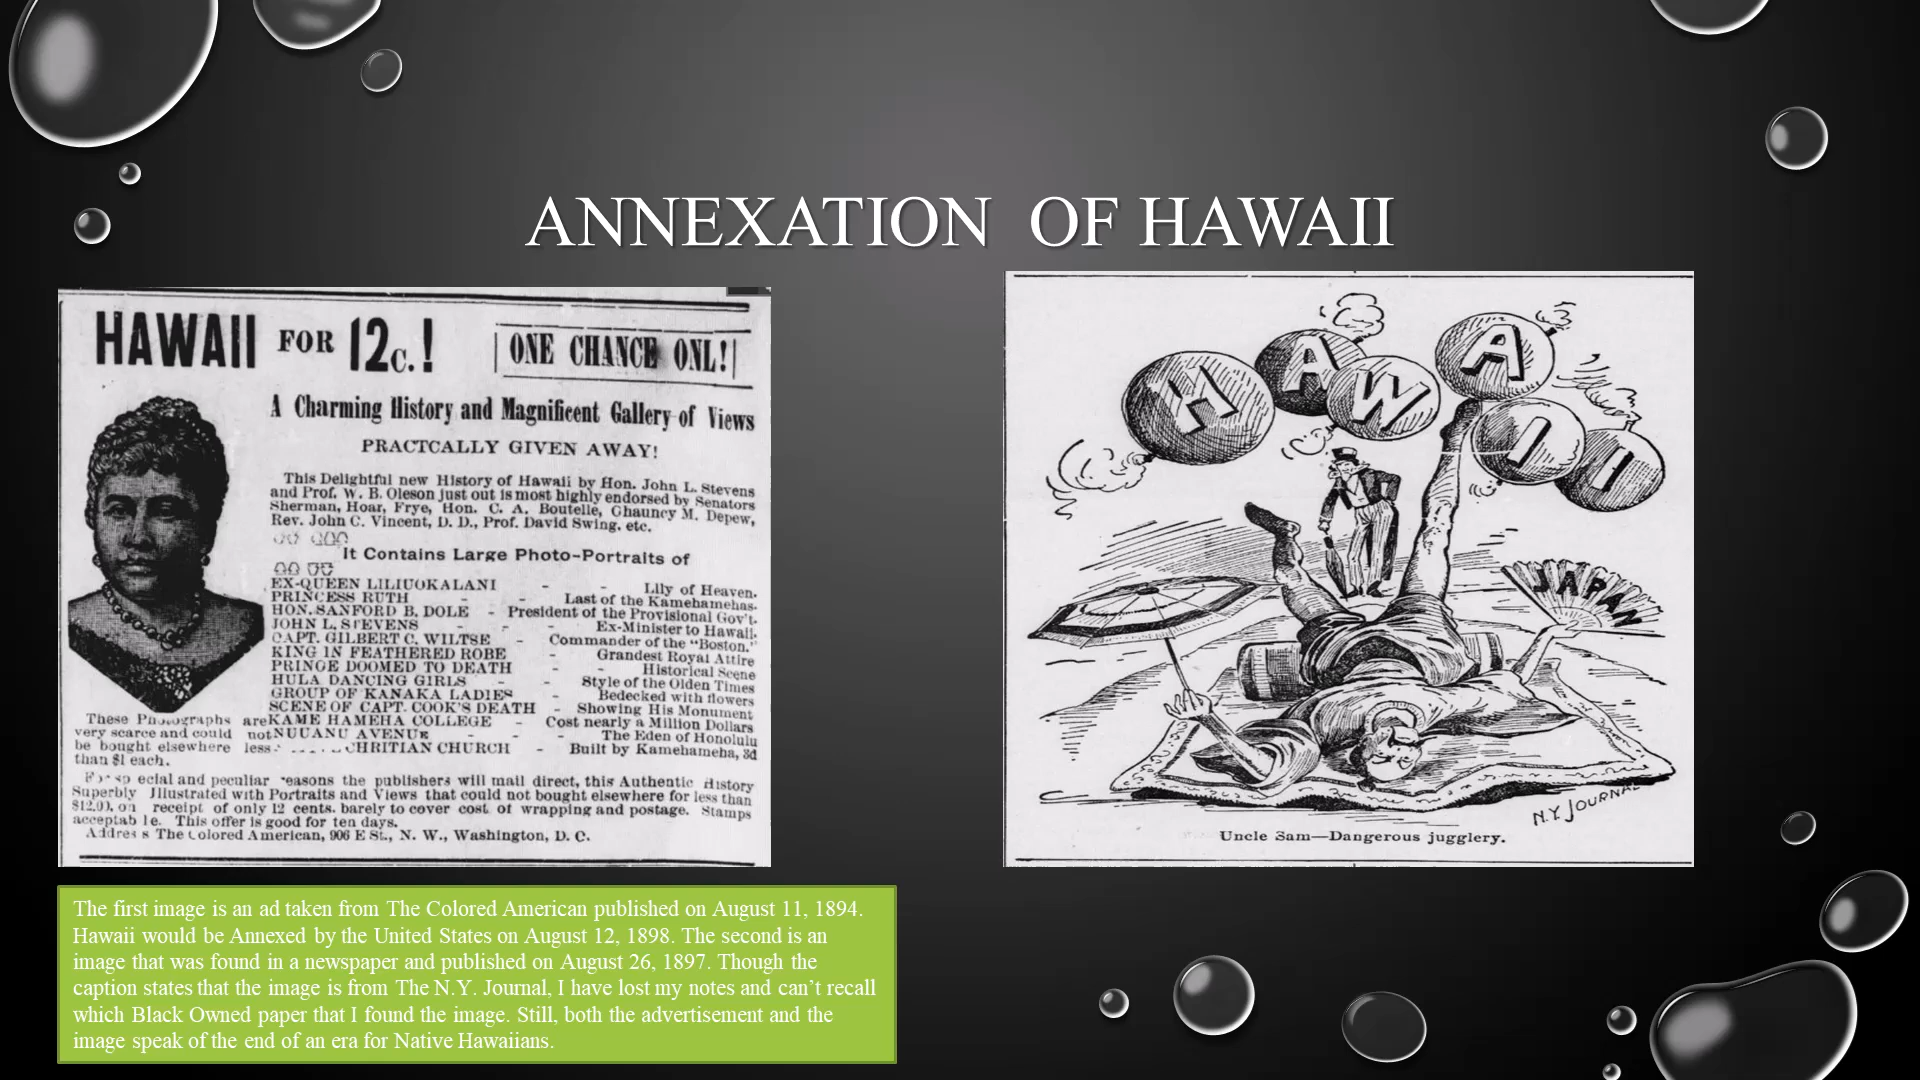 ANNEXATION OF HAWAII
HAWAII FOR 12c.! ONE CHANCE ONL!
A Charming History and Magnificent Gallery of Views
PRACTCALLY GIVEN AWAY!
This Delightful new History of Hawaii by Hon. John L. Stevens
and Prof. W. B. Oleson just out is most highly endorsed by Senators
Sherman, Hoar, Frye, Hon. C. A. Boutelle, Chauncy M. Depew,
Rev. John C. Vincent, D. D., Prof. David Swing, etc.
It Contains Large Photo-Portraits of
EX-QUEEN LILIUOKALANI - - Lily of Heaven.
PRINCESS RUTH - - Last of the Kamehamehas.
HON. SANFORD B. DOLE - President of the Provisional Gov't.
JOHN L. STEVENS - - - Ex-Minister to Hawaii.
CAPT. GILBERT C. WILTSE - Commander of the "Boston."
KING IN FEATHERED ROBE - Grandest Royal Attire
PRINCE DOOMED TO DEATH - - Historical Scene
HULA DANCING GIRLS - - Style of the Olden Times
GROUP OF KANAKA LADIES - Bedecked with flowers
SCENE OF CAPT. COOK'S DEATH - Showing His Monument
KAME HAMEHA COLLEGE - Cost nearly a Million Dollars
NUUANU AVENUE - - - The Eden of Honolulu
CHRITIAN CHURCH - Built by Kamehameha, 3d
These Photographs are
very scarce and could not
be bought elsewhere less
than $1 each.
For special and peculiar reasons the publishers will mail direct, this Authentic History
Superbly Illustrated with Portraits and Views that could not bought elsewhere for less than
$12.00, on receipt of only 12 cents. barely to cover cost of wrapping and postage. Stamps
acceptable. This offer is good for ten days.
Address The Colored American, 906 E St., N. W., Washington, D. C.
H A W A I I
JAPAN
N.Y. JOURNAL
Uncle Sam—Dangerous jugglery.
The first image is an ad taken from The Colored American published on August 11, 1894.
Hawaii would be Annexed by the United States on August 12, 1898. The second is an
image that was found in a newspaper and published on August 26, 1897. Though the
caption states that the image is from The N.Y. Journal, I have lost my notes and can't recall
which Black Owned paper that I found the image. Still, both the advertisement and the
image speak of the end of an era for Native Hawaiians.